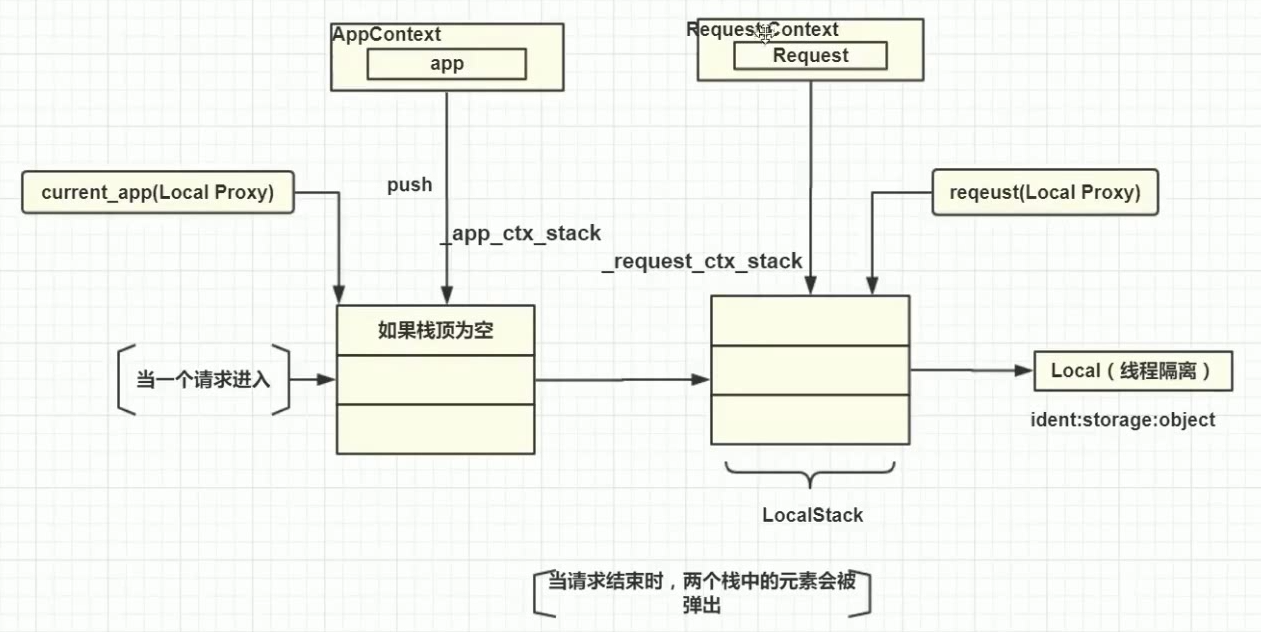 AppContext
app
RequestContext
Request
current_app(Local Proxy)
push
reqeust(Local Proxy)
_app_ctx_stack
_request_ctx_stack
如果栈顶为空
当一个请求进入
Local（线程隔离）
ident:storage:object
LocalStack
当请求结束时，两个栈中的元素会被
弹出